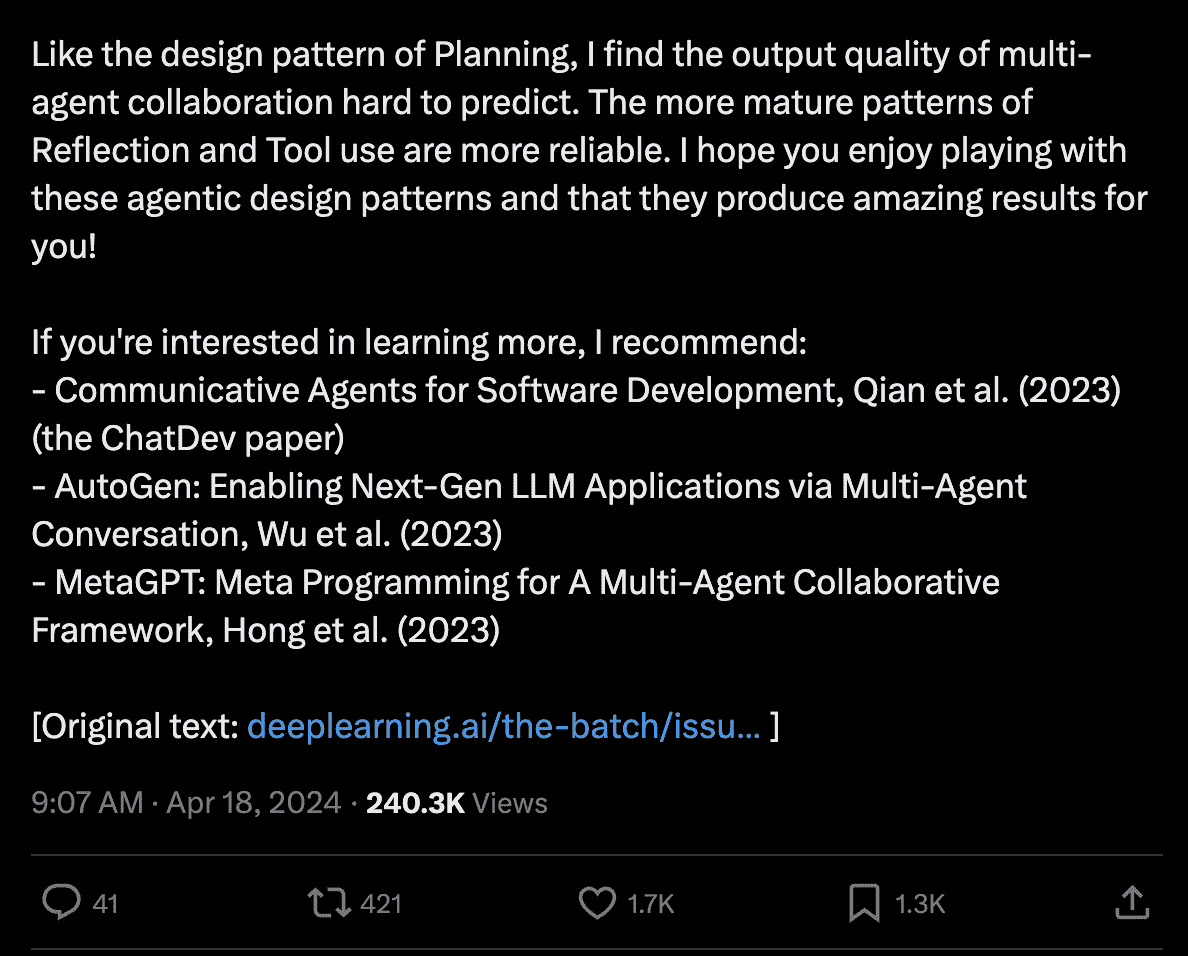 Like the design pattern of Planning, I find the output quality of multi-
agent collaboration hard to predict. The more mature patterns of
Reflection and Tool use are more reliable. I hope you enjoy playing with
these agentic design patterns and that they produce amazing results for
you!
If you're interested in learning more, I recommend:
- Communicative Agents for Software Development, Qian et al. (2023)
(the ChatDev paper)
- AutoGen: Enabling Next-Gen LLM Applications via Multi-Agent
Conversation, Wu et al. (2023)
- MetaGPT: Meta Programming for A Multi-Agent Collaborative
Framework, Hong et al. (2023)
[Original text: deeplearning.ai/the-batch/issu... ]
9:07 AM · Apr 18, 2024 · 240.3K Views
41 421 1.7K 1.3K